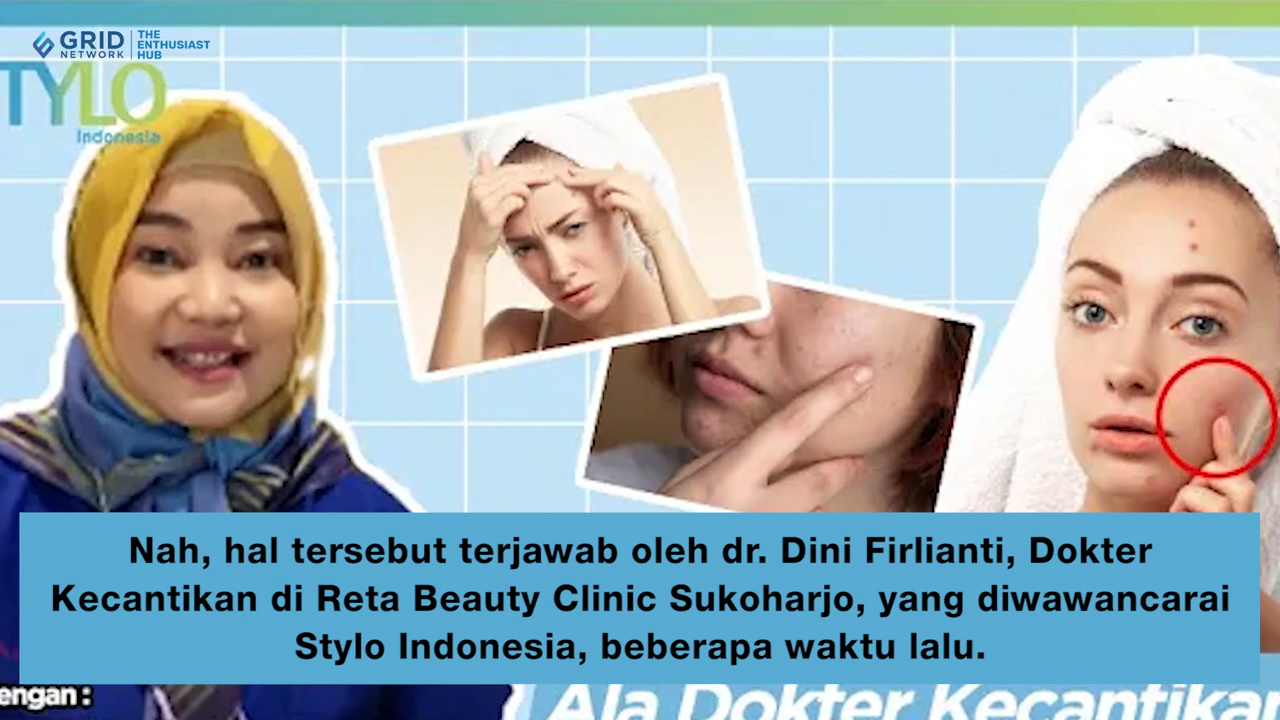 GRID
NETWORK
THE
ENTHUSIAST
HUB
TYLO
Indonesia
Nah, hal tersebut terjawab oleh dr. Dini Firlianti, Dokter
Kecantikan di Reta Beauty Clinic Sukoharjo, yang diwawancarai
Stylo Indonesia, beberapa waktu lalu.
engan :
Ala Dokter Kecantikan